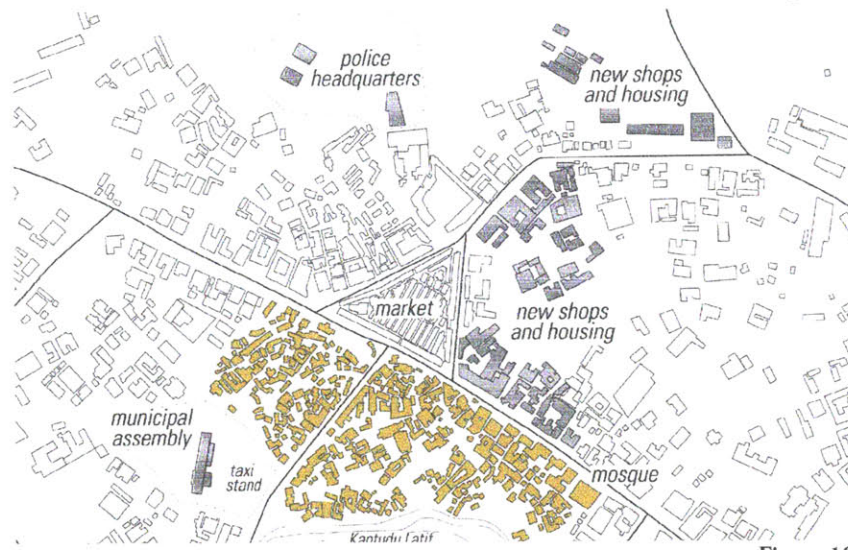 police
headquarters
new shops
and housing
market
new shops
and housing
municipal
assembly
taxi
stand
mosque